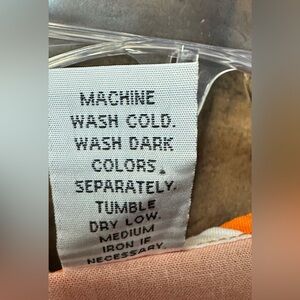 MACHINE
WASH COLD.
WASH DARK
COLORS.
SEPARATELY.
TUMBLE
DRY LOW.
MEDIUM
IRON IF
NECESSARY